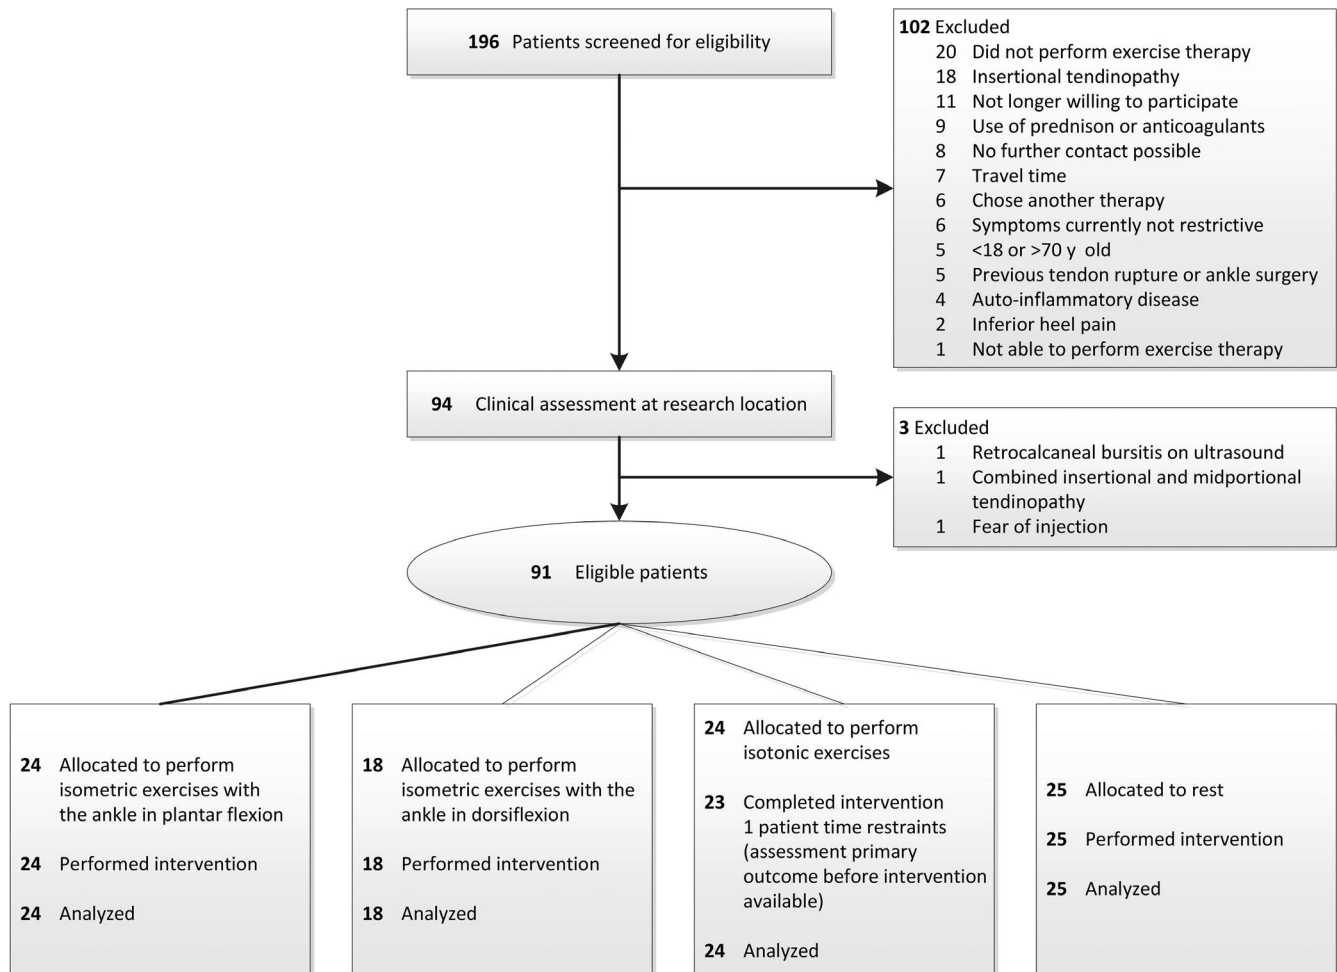 196 Patients screened for eligibility
102 Excluded
20 Did not perform exercise therapy
18 Insertional tendinopathy
11 Not longer willing to participate
9 Use of prednison or anticoagulants
8 No further contact possible
7 Travel time
6 Chose another therapy
6 Symptoms currently not restrictive
5 <18 or >70 y old
5 Previous tendon rupture or ankle surgery
4 Auto-inflammatory disease
2 Inferior heel pain
1 Not able to perform exercise therapy
94 Clinical assessment at research location
3 Excluded
1 Retrocalcaneal bursitis on ultrasound
1 Combined insertional and midportional
tendinopathy
1 Fear of injection
91 Eligible patients
24 Allocated to perform
isometric exercises with
the ankle in plantar flexion
24 Performed intervention
24 Analyzed
18 Allocated to perform
isometric exercises with the
ankle in dorsiflexion
18 Performed intervention
18 Analyzed
24 Allocated to perform
isotonic exercises
23 Completed intervention
1 patient time restraints
(assessment primary
outcome before intervention
available)
24 Analyzed
25 Allocated to rest
25 Performed intervention
25 Analyzed